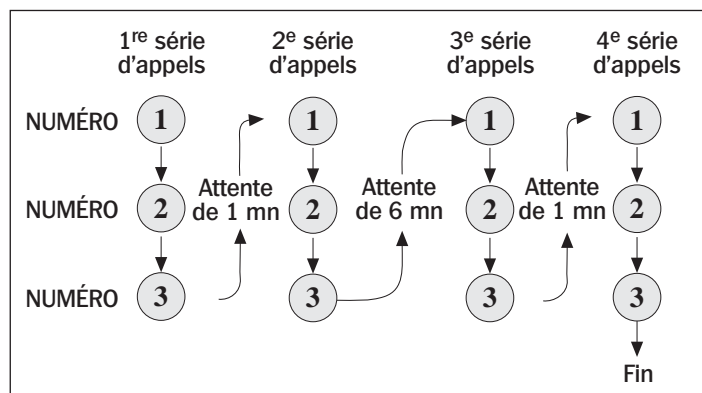 1re série 2e série 3e série 4e série
d'appels d'appels d'appels d'appels
NUMÉRO 1 1 1 1
NUMÉRO 2 Attente de 1 mn 2 Attente de 6 mn 2 Attente de 1 mn 2
NUMÉRO 3 3 3 3
Fin